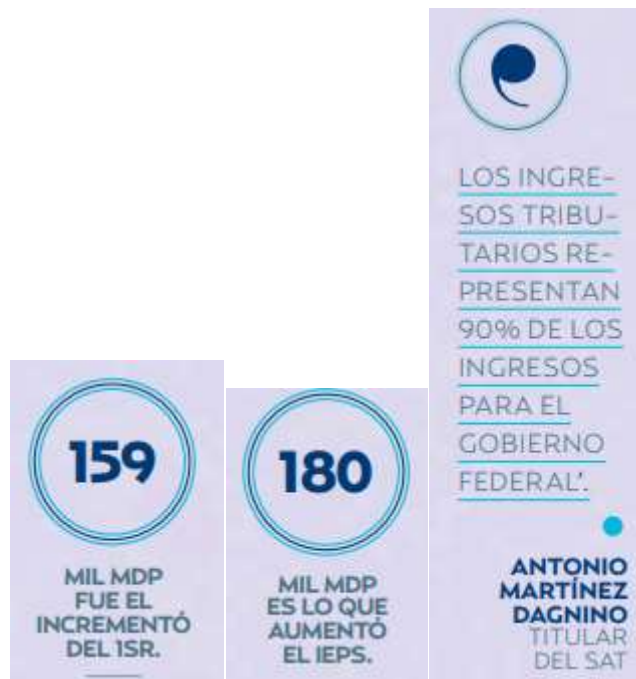 159
MIL MDP
FUE EL
INCREMENTÓ
DEL 1SR.
180
MIL MDP
ES LO QUE
AUMENTÓ
EL IEPS.
LOS INGRE-
SOS TRIBU-
TARIOS RE-
PRESENTAN
90% DE LOS
INGRESOS
PARA EL
GOBIERNO
FEDERAL’.
ANTONIO
MARTÍNEZ
DAGNINO
TITULAR
DEL SAT